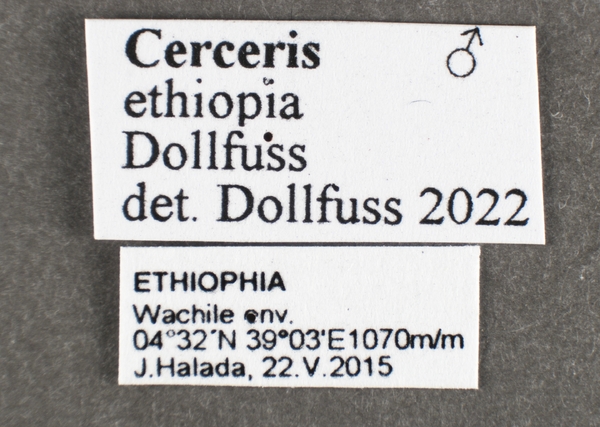 Cerceris ♂
ethiopia
Dollfuss
det. Dollfuss 2022
ETHIOPHIA
Wachile env.
04°32´N 39°03'E1070m/m
J.Halada, 22.V.2015